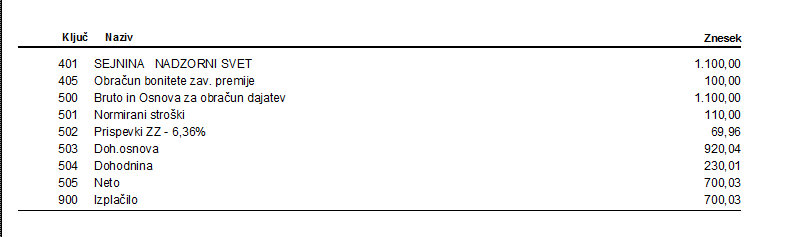 Ključ Naziv Znesek
401 SEJNINA NADZORNI SVET 1.100,00
405 Obračun bonitete zav. premije 100,00
500 Bruto in Osnova za obračun dajatev 1.100,00
501 Normirani stroški 110,00
502 Prispevki ZZ - 6,36% 69,96
503 Doh.osnova 920,04
504 Dohodnina 230,01
505 Neto 700,03
900 Izplačilo 700,03